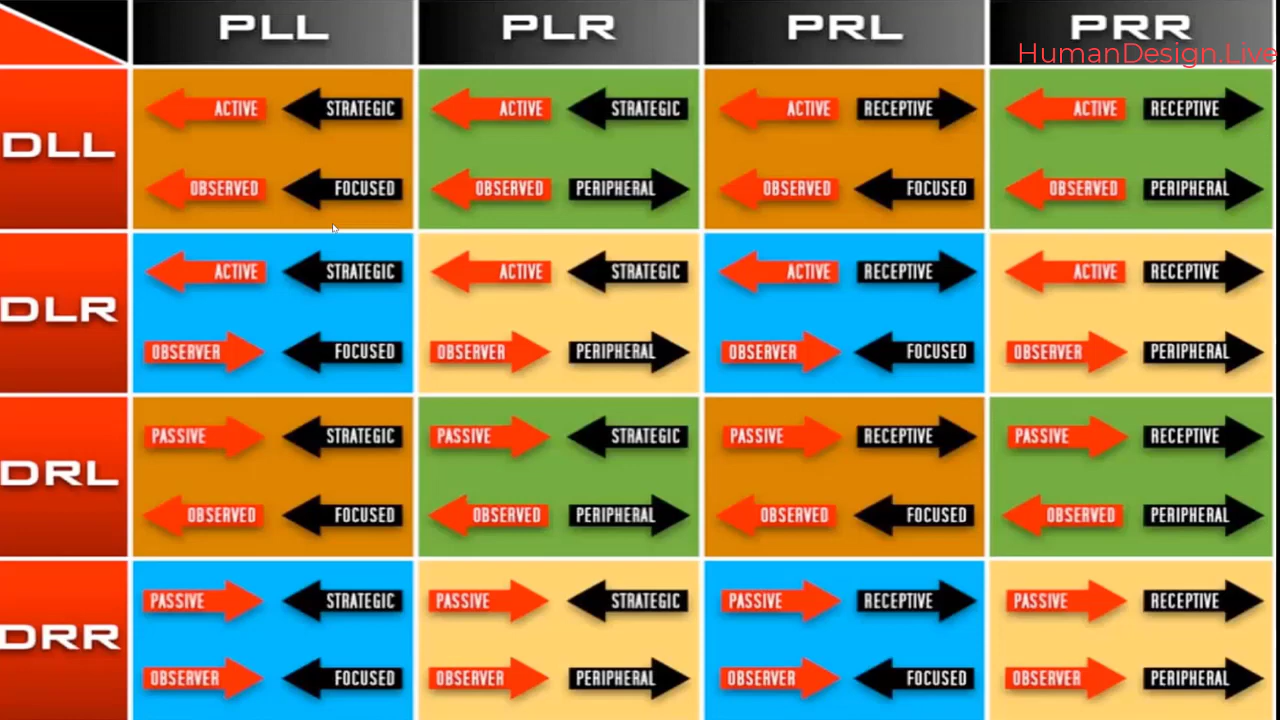 PLL PLR PRL PRR
HumanDesign.Live
ACTIVE STRATEGIC ACTIVE STRATEGIC ACTIVE RECEPTIVE ACTIVE RECEPTIVE
DLL
OBSERVED FOCUSED OBSERVED PERIPHERAL OBSERVED FOCUSED OBSERVED PERIPHERAL
ACTIVE STRATEGIC ACTIVE STRATEGIC ACTIVE RECEPTIVE ACTIVE RECEPTIVE
DLR
OBSERVER FOCUSED OBSERVER PERIPHERAL OBSERVER FOCUSED OBSERVER PERIPHERAL
PASSIVE STRATEGIC PASSIVE STRATEGIC PASSIVE RECEPTIVE PASSIVE RECEPTIVE
DRL
OBSERVED FOCUSED OBSERVED PERIPHERAL OBSERVED FOCUSED OBSERVED PERIPHERAL
PASSIVE STRATEGIC PASSIVE STRATEGIC PASSIVE RECEPTIVE PASSIVE RECEPTIVE
DRR
OBSERVER FOCUSED OBSERVER PERIPHERAL OBSERVER FOCUSED OBSERVER PERIPHERAL